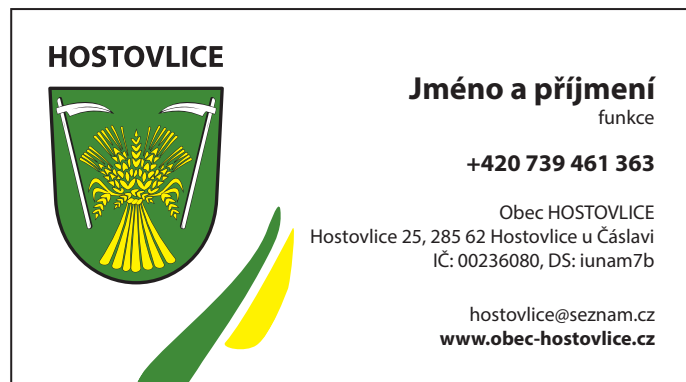 HOSTOVLICE
Jméno a příjmení
funkce
+420 739 461 363
Obec HOSTOVLICE
Hostovlice 25, 285 62 Hostovlice u Čáslavi
IČ: 00236080, DS: iunam7b
hostovlice@seznam.cz
www.obec-hostovlice.cz